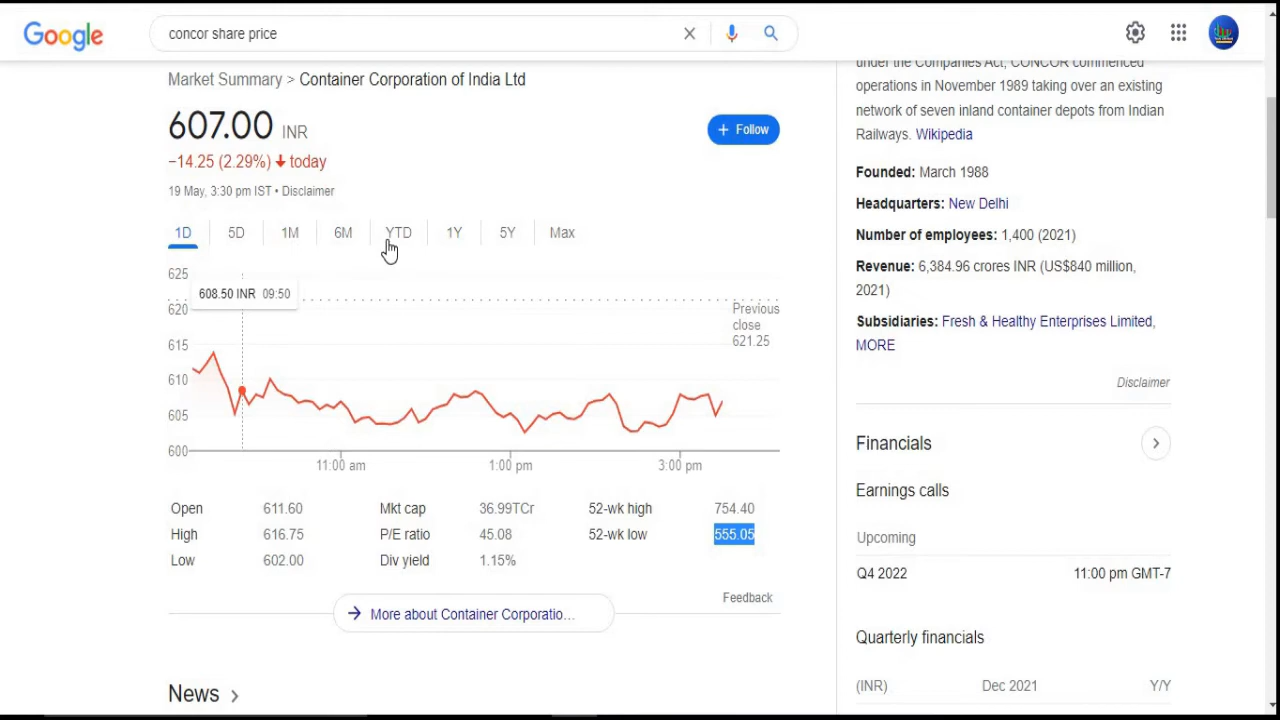 Google
concor share price
Market Summary > Container Corporation of India Ltd
607.00 INR
−14.25 (2.29%) ↓ today
19 May, 3:30 pm IST • Disclaimer
+ Follow
1D 5D 1M 6M YTD 1Y 5Y Max
625
608.50 INR 09:50
620
Previous
close
621.25
615
610
605
600
11:00 am 1:00 pm 3:00 pm
Open 611.60 Mkt cap 36.99TCr 52-wk high 754.40
High 616.75 P/E ratio 45.08 52-wk low 555.05
Low 602.00 Div yield 1.15%
Feedback
→ More about Container Corporatio...
News >
under the Companies Act, CONCOR commenced
operations in November 1989 taking over an existing
network of seven inland container depots from Indian
Railways. Wikipedia
Founded: March 1988
Headquarters: New Delhi
Number of employees: 1,400 (2021)
Revenue: 6,384.96 crores INR (US$840 million,
2021)
Subsidiaries: Fresh & Healthy Enterprises Limited,
MORE
Disclaimer
Financials >
Earnings calls
Upcoming
Q4 2022 11:00 pm GMT-7
Quarterly financials
(INR) Dec 2021 Y/Y